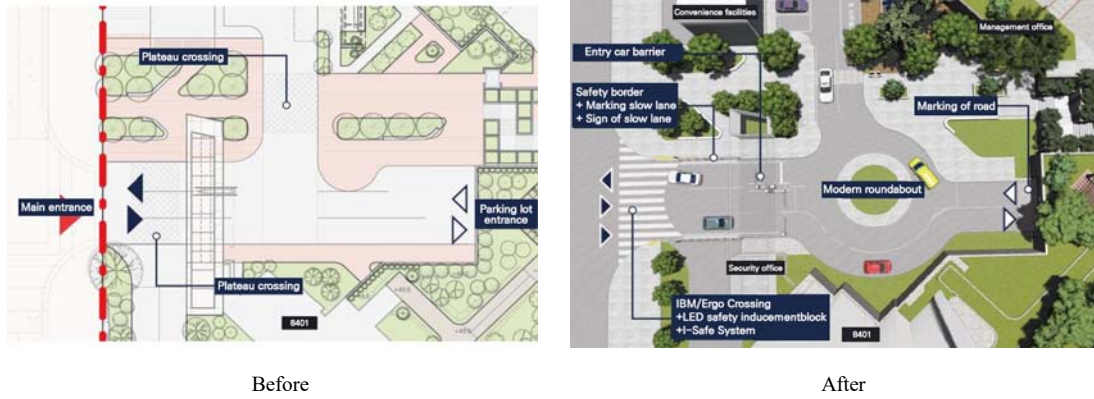 Plateau crossing
Main entrance
Parking lot
entrance
Plateau crossing
8401
Before
Convenience facilities
Management office
Entry car barrier
Safety border
+ Marking slow lane
+ Sign of slow lane
Marking of road
Modern roundabout
Security office
IBM/Ergo Crossing
+LED safety inducementblock
+I-Safe System
8401
After